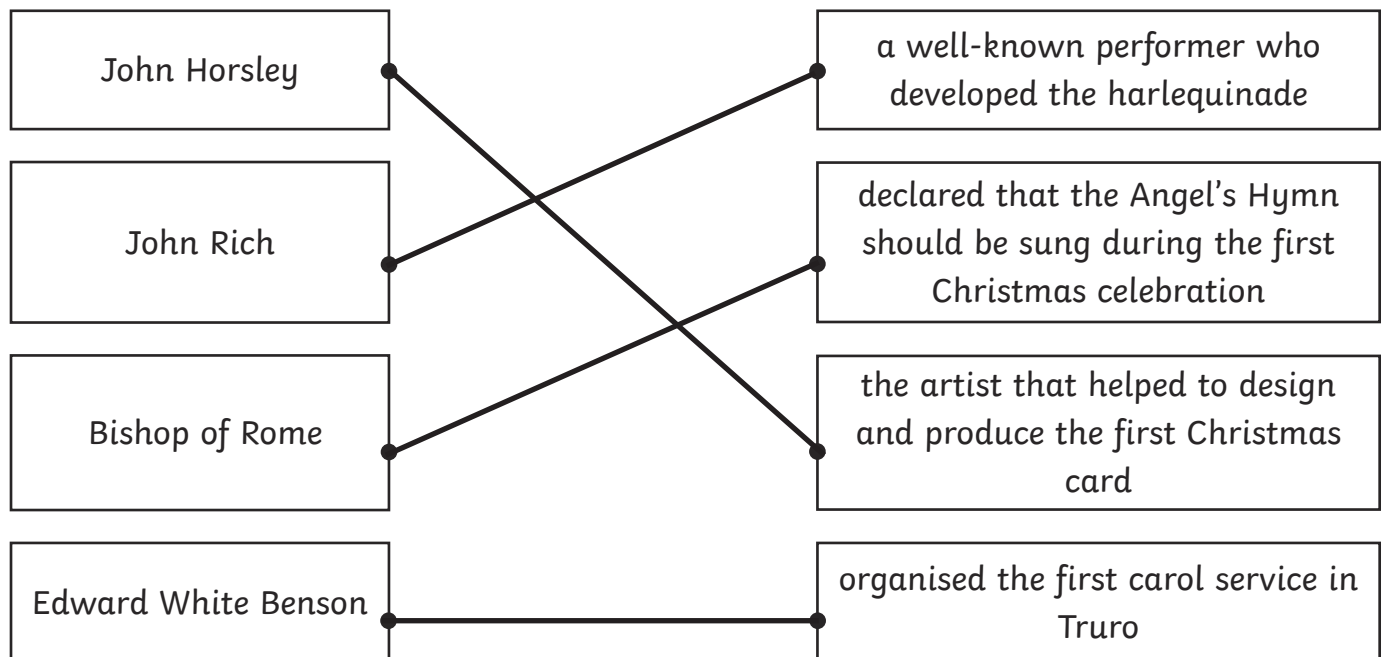 John Horsley
a well-known performer who
developed the harlequinade
John Rich
declared that the Angel's Hymn
should be sung during the first
Christmas celebration
Bishop of Rome
the artist that helped to design
and produce the first Christmas
card
Edward White Benson
organised the first carol service in
Truro